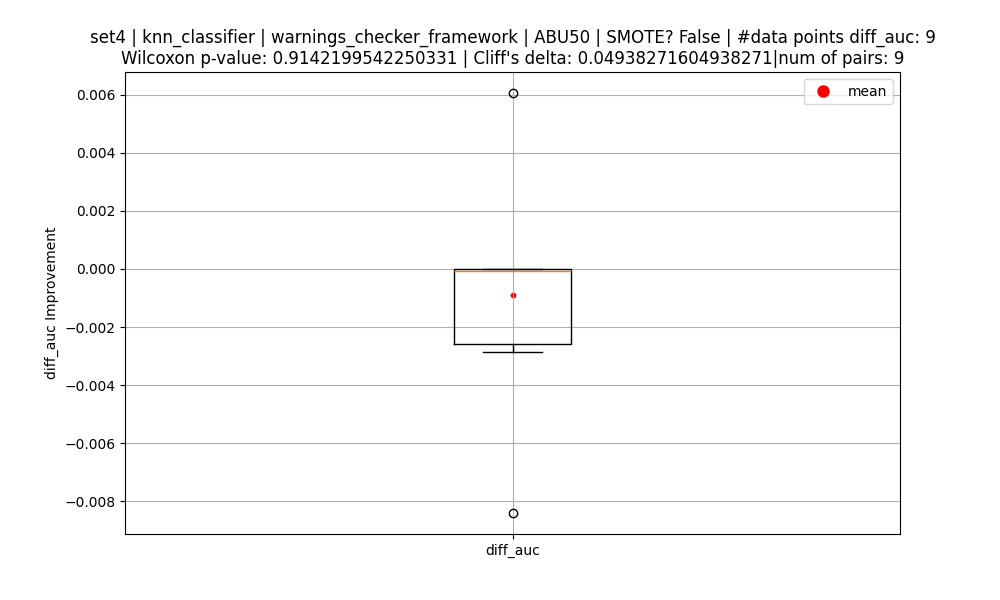 set4 | knn_classifier | warnings_checker_framework | ABU50 | SMOTE? False | #data points diff_auc: 9
Wilcoxon p-value: 0.9142199542250331 | Cliff's delta: 0.04938271604938271|num of pairs: 9
mean
0.006
0.004
0.002
0.000
−0.002
−0.004
−0.006
−0.008
diff_auc Improvement
diff_auc